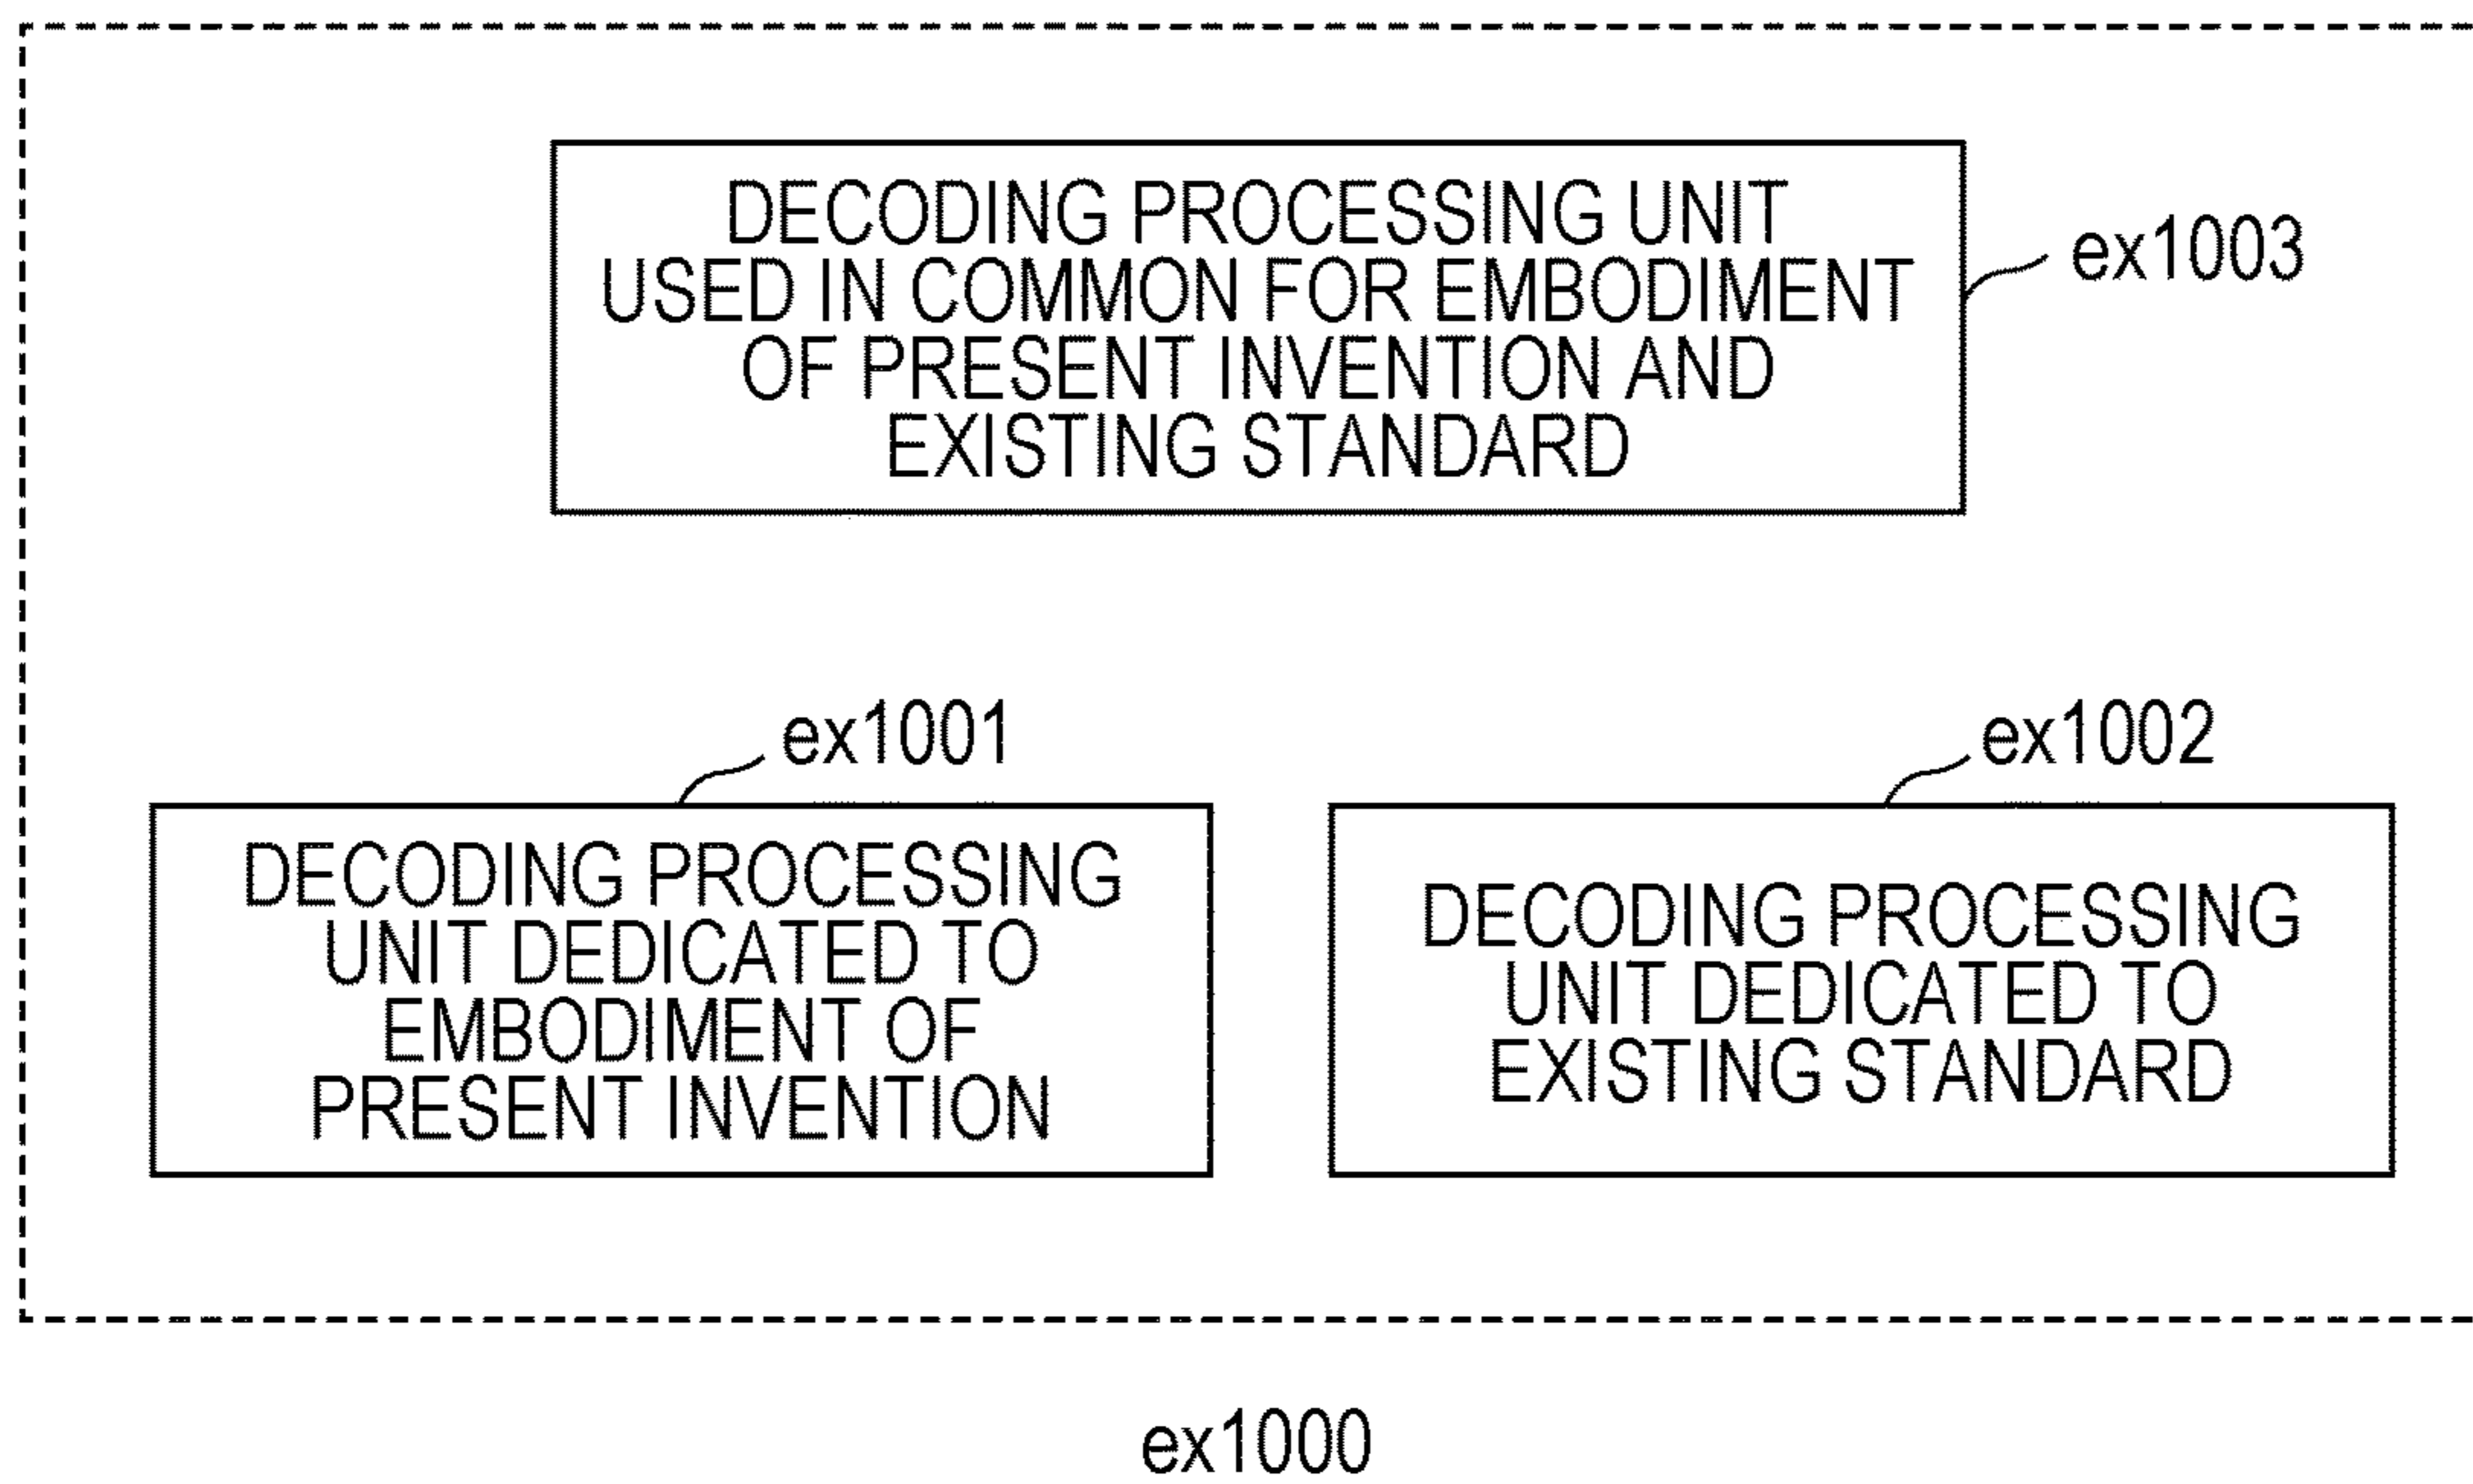 DECODING PROCESSING UNIT
USED IN COMMON FOR EMBODIMENT
OF PRESENT INVENTION AND
EXISTING STANDARD
ex1003
ex1001
DECODING PROCESSING
UNIT DEDICATED TO
EMBODIMENT OF
PRESENT INVENTION
ex1002
DECODING PROCESSING
UNIT DEDICATED TO
EXISTING STANDARD
ex1000